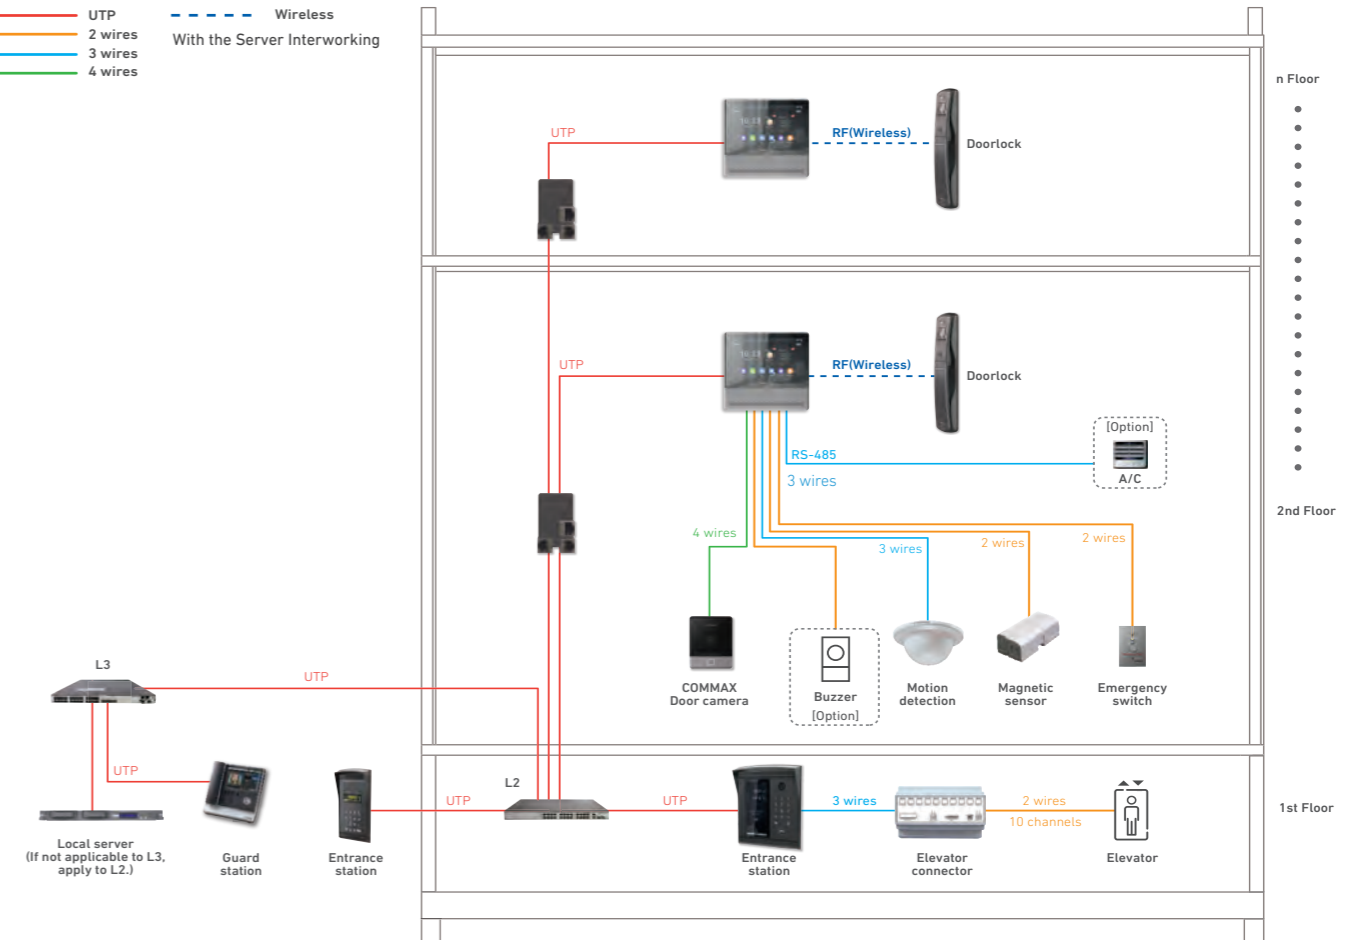 UTP
Wireless
2 wires
With the Server Interworking
3 wires
4 wires
n Floor
UTP
RF(Wireless)
Doorlock
UTP
RF(Wireless)
Doorlock
[Option]
A/C
RS-485
3 wires
2nd Floor
4 wires
3 wires
2 wires
2 wires
COMMAX
Door camera
Buzzer
[Option]
Motion
detection
Magnetic
sensor
Emergency
switch
L3
UTP
UTP
L2
UTP
UTP
3 wires
2 wires
10 channels
1st Floor
Local server
(If not applicable to L3,
apply to L2.)
Guard
station
Entrance
station
Entrance
station
Elevator
connector
Elevator